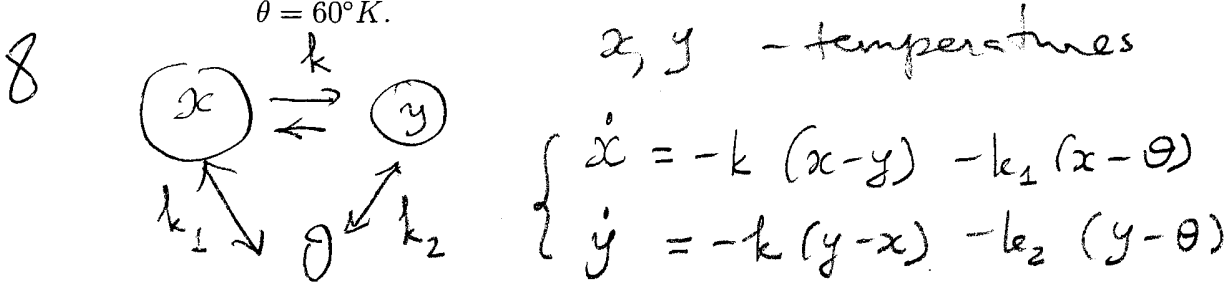 θ = 60°K.
8
k
x
y
x, y - temperatures
{ ẋ = -k (x-y) - k₁ (x-θ)
k₁
θ
k₂
ẏ = -k (y-x) - k₂ (y-θ)